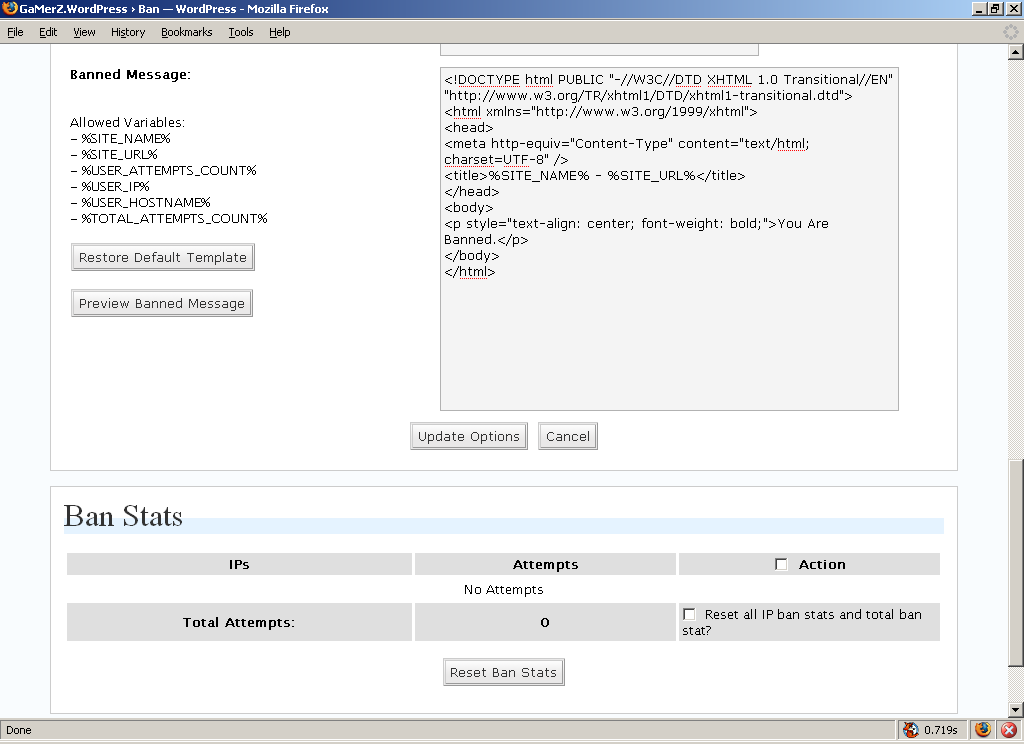 GaMerZ.WordPress › Ban — WordPress - Mozilla Firefox
File Edit View History Bookmarks Tools Help
Banned Message:
Allowed Variables:
- %SITE_NAME%
- %SITE_URL%
- %USER_ATTEMPTS_COUNT%
- %USER_IP%
- %USER_HOSTNAME%
- %TOTAL_ATTEMPTS_COUNT%
Restore Default Template
Preview Banned Message
<!DOCTYPE html PUBLIC "-//W3C//DTD XHTML 1.0 Transitional//EN"
"http://www.w3.org/TR/xhtml1/DTD/xhtml1-transitional.dtd">
<html xmlns="http://www.w3.org/1999/xhtml">
<head>
<meta http-equiv="Content-Type" content="text/html;
charset=UTF-8" />
<title>%SITE_NAME% - %SITE_URL%</title>
</head>
<body>
<p style="text-align: center; font-weight: bold;">You Are
Banned.</p>
</body>
</html>
Update Options Cancel
Ban Stats
IPs Attempts Action
No Attempts
Total Attempts: 0 Reset all IP ban stats and total ban
stat?
Reset Ban Stats
Done 0.719s